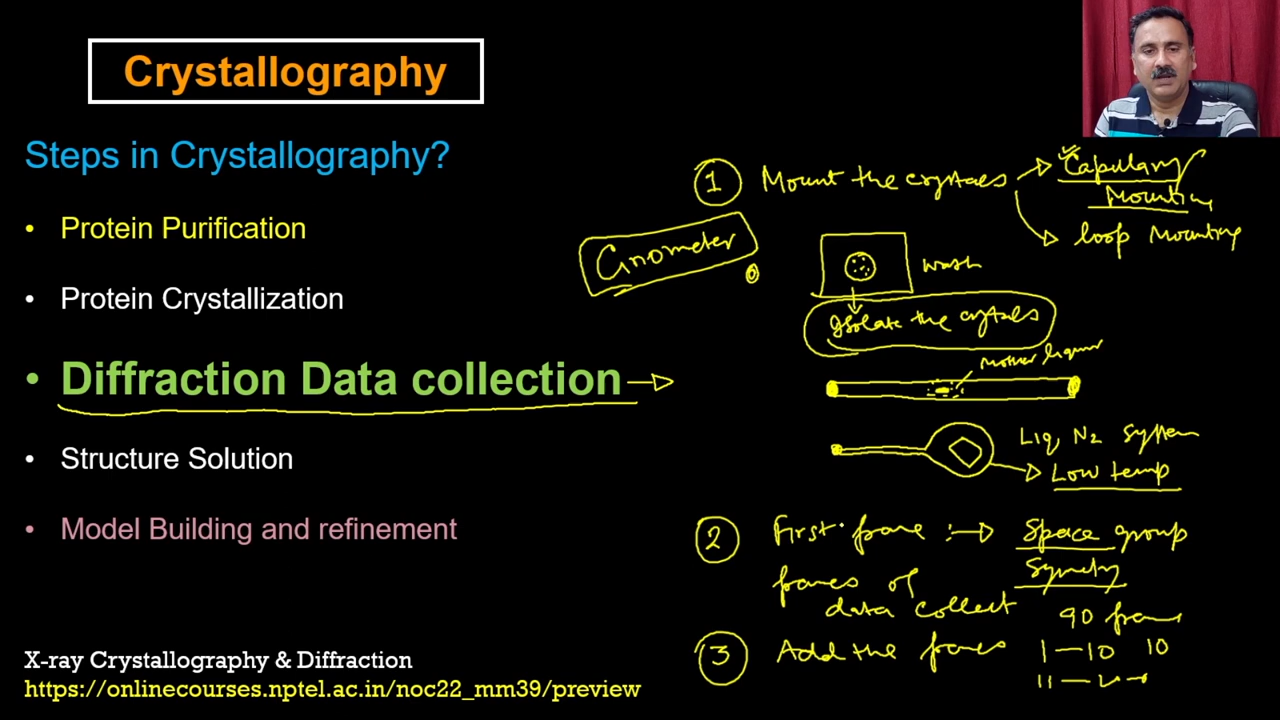 Crystallography
Steps in Crystallography?
• Protein Purification
• Protein Crystallization
• Diffraction Data collection
• Structure Solution
• Model Building and refinement
X-ray Crystallography & Diffraction
https://onlinecourses.nptel.ac.in/noc22_mm39/preview
1 Mount the crystals
Capillary
Mounting
loop Mounting
Gnometer
wash
Isolate the crystals
mother liquor
Liq N2 System
Low temp
2 First frame Space group
Symetry
frames of
data collect
90 frames
3 Add the frames 1 — 10 10
11 —